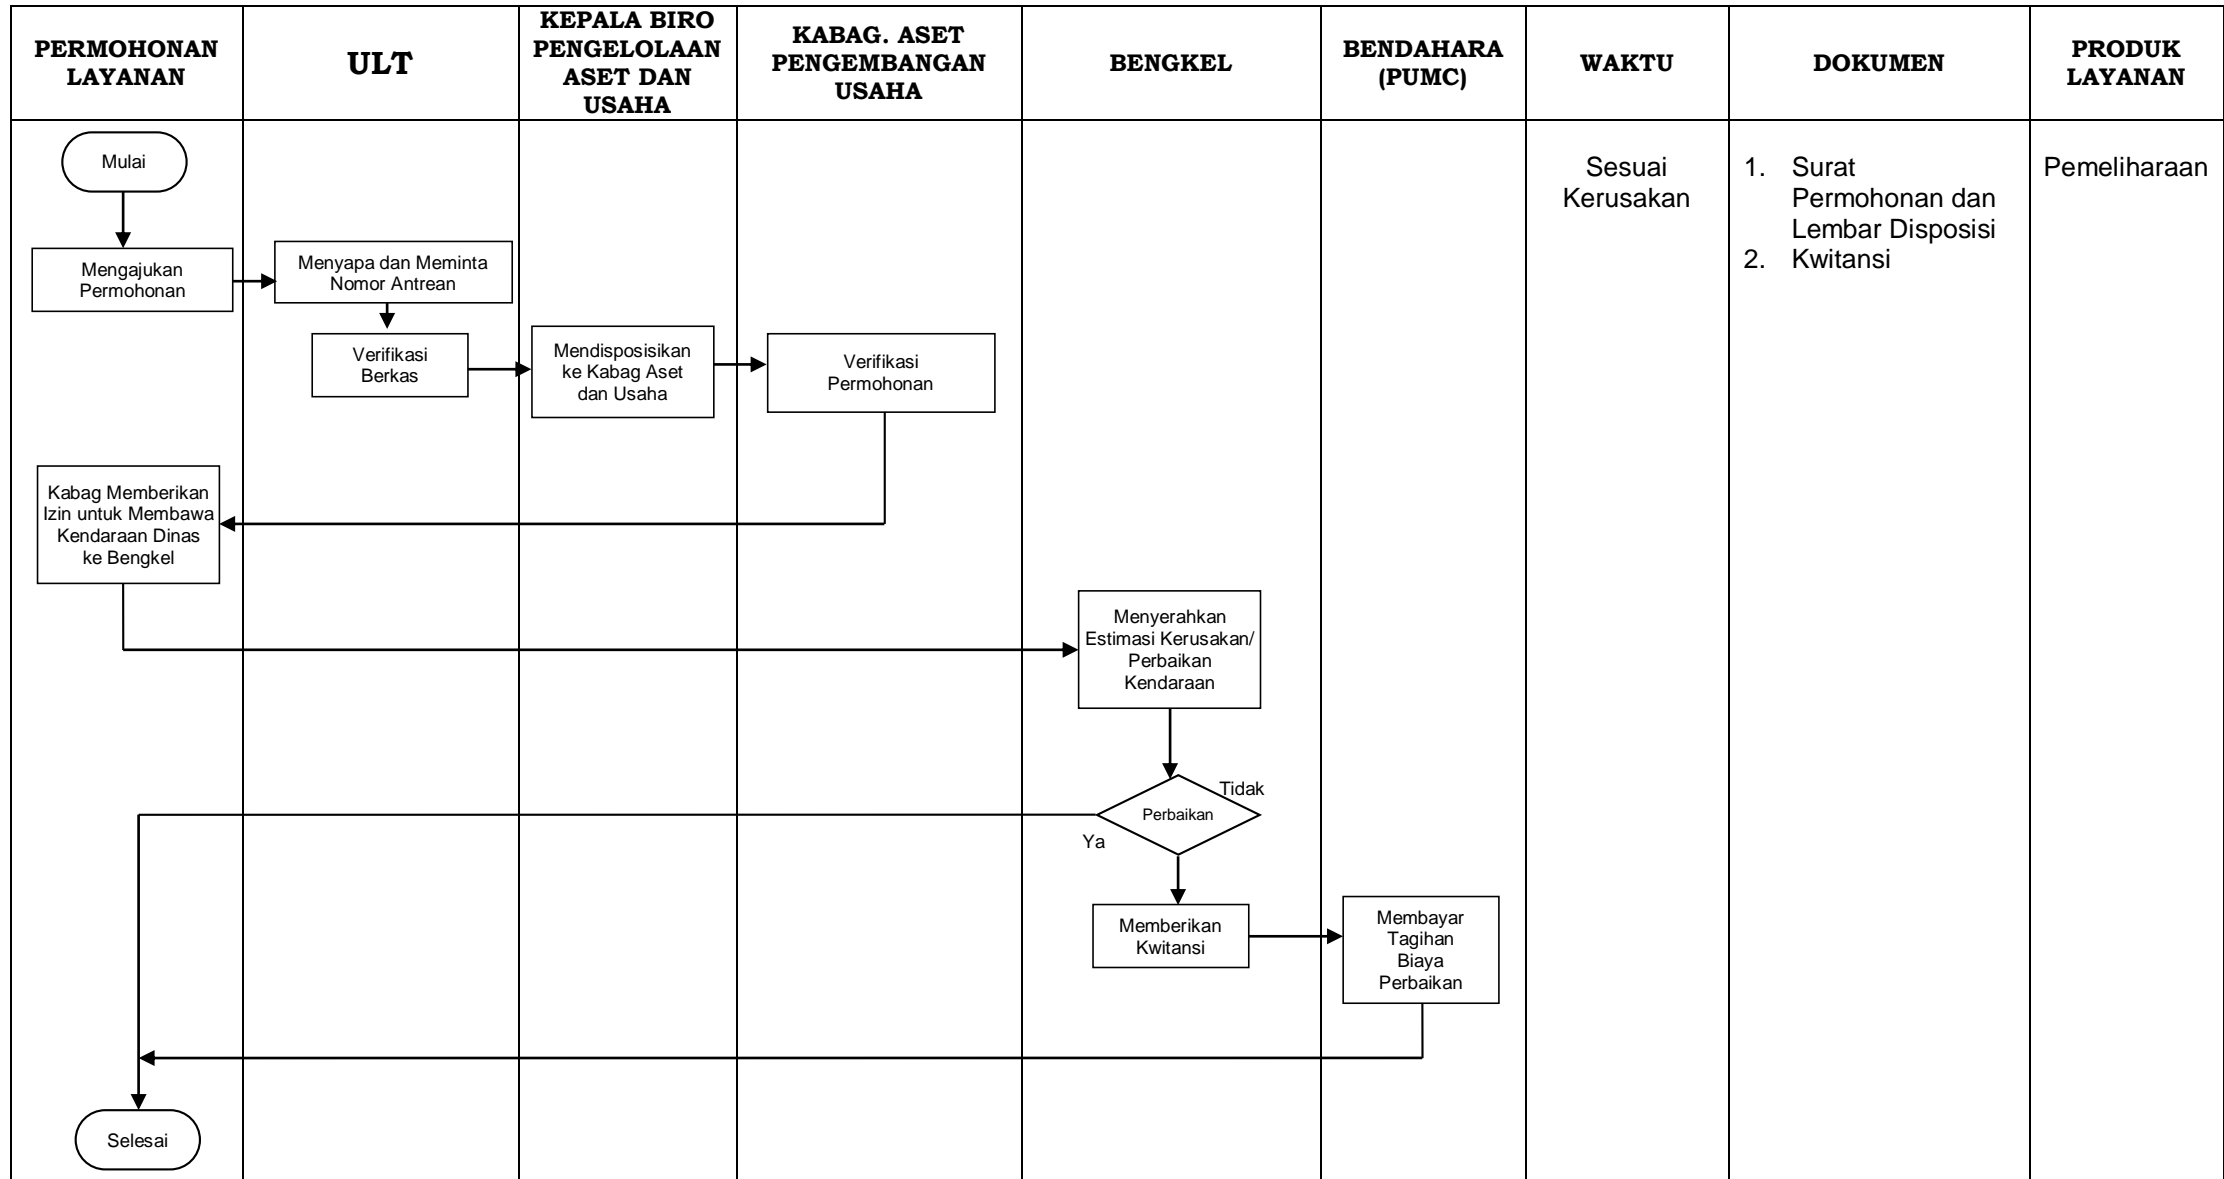 PERMOHONAN
LAYANAN
ULT
KEPALA BIRO
PENGELOLAAN
ASET DAN
USAHA
KABAG. ASET
PENGEMBANGAN
USAHA
BENGKEL
BENDAHARA
(PUMC)
WAKTU
DOKUMEN
PRODUK
LAYANAN
Mulai
Sesuai
Kerusakan
1. Surat
Permohonan dan
Lembar Disposisi
2. Kwitansi
Pemeliharaan
Mengajukan
Permohonan
Menyapa dan Meminta
Nomor Antrean
Verifikasi
Berkas
Mendisposisikan
ke Kabag Aset
dan Usaha
Verifikasi
Permohonan
Kabag Memberikan
Izin untuk Membawa
Kendaraan Dinas
ke Bengkel
Menyerahkan
Estimasi Kerusakan/
Perbaikan
Kendaraan
Tidak
Perbaikan
Ya
Memberikan
Kwitansi
Membayar
Tagihan
Biaya
Perbaikan
Selesai